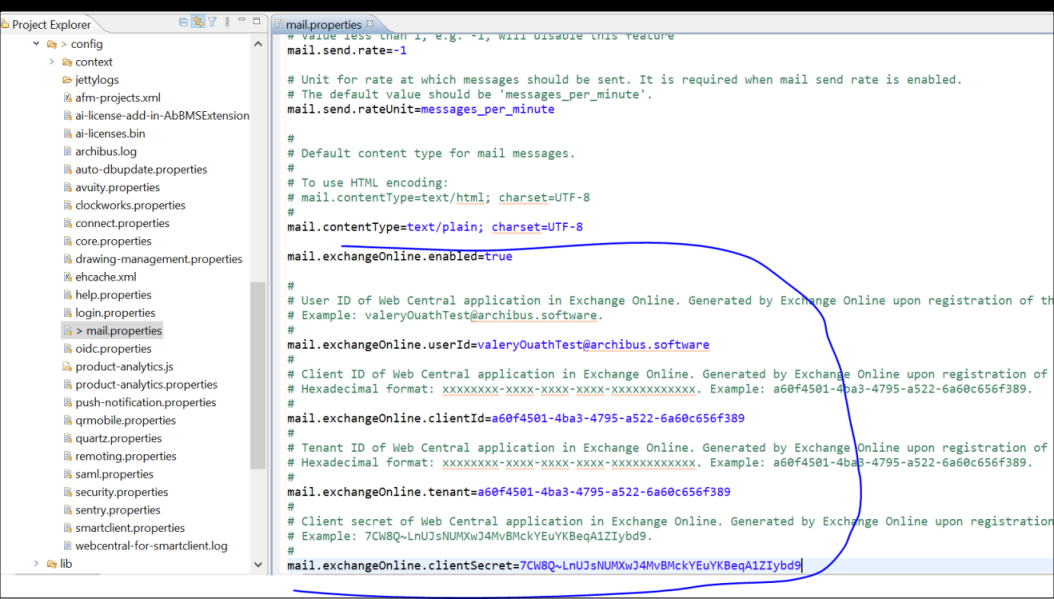 Project Explorer
> config
context
jettylogs
afm-projects.xml
ai-license-add-in-AbBMSExtension
ai-licenses.bin
archibus.log
auto-dbupdate.properties
avuity.properties
clockworks.properties
connect.properties
core.properties
drawing-management.properties
ehcache.xml
help.properties
login.properties
> mail.properties
oidc.properties
product-analytics.js
product-analytics.properties
push-notification.properties
qrmobile.properties
quartz.properties
remoting.properties
saml.properties
security.properties
sentry.properties
smartclient.properties
webcentral-for-smartclient.log
lib
mail.properties
# Value less than 1, e.g. -1, will disable this feature
mail.send.rate=-1
# Unit for rate at which messages should be sent. It is required when mail send rate is enabled.
# The default value should be 'messages_per_minute'.
mail.send.rateUnit=messages_per_minute
#
# Default content type for mail messages.
#
# To use HTML encoding:
# mail.contentType=text/html; charset=UTF-8
#
mail.contentType=text/plain; charset=UTF-8
mail.exchangeOnline.enabled=true
#
# User ID of Web Central application in Exchange Online. Generated by Exchange Online upon registration of th
# Example: valeryOuathTest@archibus.software.
#
mail.exchangeOnline.userId=valeryOuathTest@archibus.software
#
# Client ID of Web Central application in Exchange Online. Generated by Exchange Online upon registration of
# Hexadecimal format: xxxxxxxx-xxxx-xxxx-xxxx-xxxxxxxxxxxx. Example: a60f4501-4ba3-4795-a522-6a60c656f389.
#
mail.exchangeOnline.clientId=a60f4501-4ba3-4795-a522-6a60c656f389
#
# Tenant ID of Web Central application in Exchange Online. Generated by Exchange Online upon registration of
# Hexadecimal format: xxxxxxxx-xxxx-xxxx-xxxx-xxxxxxxxxxxx. Example: a60f4501-4ba3-4795-a522-6a60c656f389.
#
mail.exchangeOnline.tenant=a60f4501-4ba3-4795-a522-6a60c656f389
#
# Client secret of Web Central application in Exchange Online. Generated by Exchange Online upon registration
# Example: 7CW8Q~LnUJsNUMXwJ4MvBMckYEuYKBeqA1ZIybd9.
#
mail.exchangeOnline.clientSecret=7CW8Q~LnUJsNUMXwJ4MvBMckYEuYKBeqA1ZIybd9